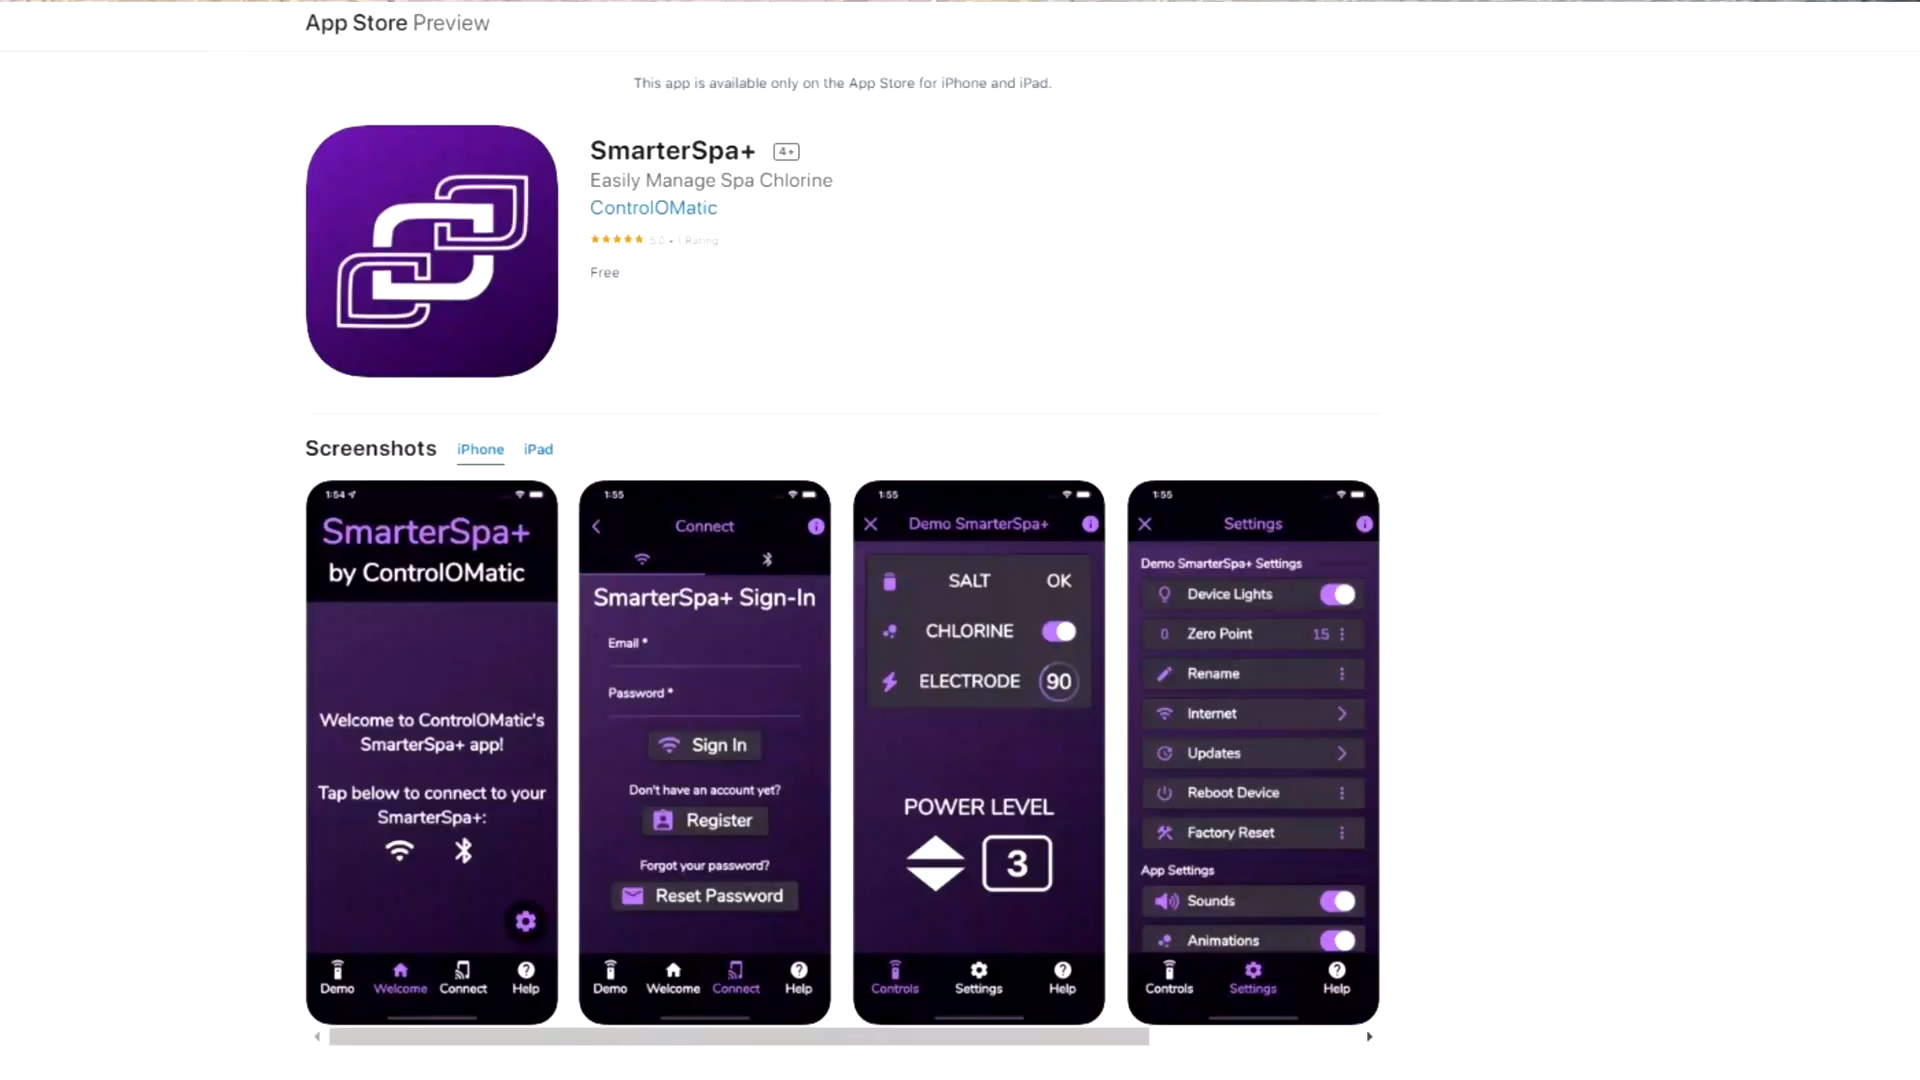 App Store Preview
This app is available only on the App Store for iPhone and iPad.
SmarterSpa+ 4+
Easily Manage Spa Chlorine
ControlOMatic
5.0 • 1 Rating
Free
Screenshots iPhone iPad
1:54
SmarterSpa+
by ControlOMatic
Welcome to ControlOMatic's
SmarterSpa+ app!
Tap below to connect to your
SmarterSpa+:
Demo Welcome Connect Help
1:55
Connect
SmarterSpa+ Sign-In
Email *
Password *
Sign In
Don't have an account yet?
Register
Forgot your password?
Reset Password
Demo Welcome Connect Help
1:55
Demo SmarterSpa+
SALT OK
CHLORINE
ELECTRODE 90
POWER LEVEL
3
Controls Settings Help
1:55
Settings
Demo SmarterSpa+ Settings
Device Lights
0 Zero Point 15
Rename
Internet
Updates
Reboot Device
Factory Reset
App Settings
Sounds
Animations
Controls Settings Help